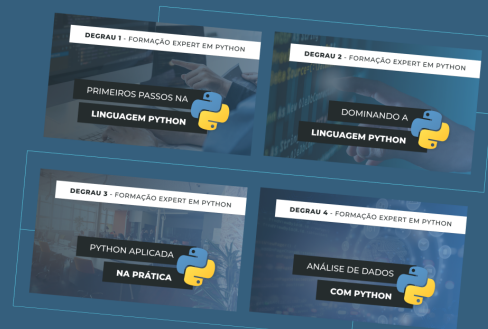 DEGRAU 1 - FORMAÇÃO EXPERT EM PYTHON
PRIMEIROS PASSOS NA
LINGUAGEM PYTHON
DEGRAU 2 - FORMAÇÃO EXPERT EM PYTHON
DOMINANDO A
LINGUAGEM PYTHON
DEGRAU 3 - FORMAÇÃO EXPERT EM PYTHON
PYTHON APLICADA
NA PRÁTICA
DEGRAU 4 - FORMAÇÃO EXPERT EM PYTHON
ANÁLISE DE DADOS
COM PYTHON